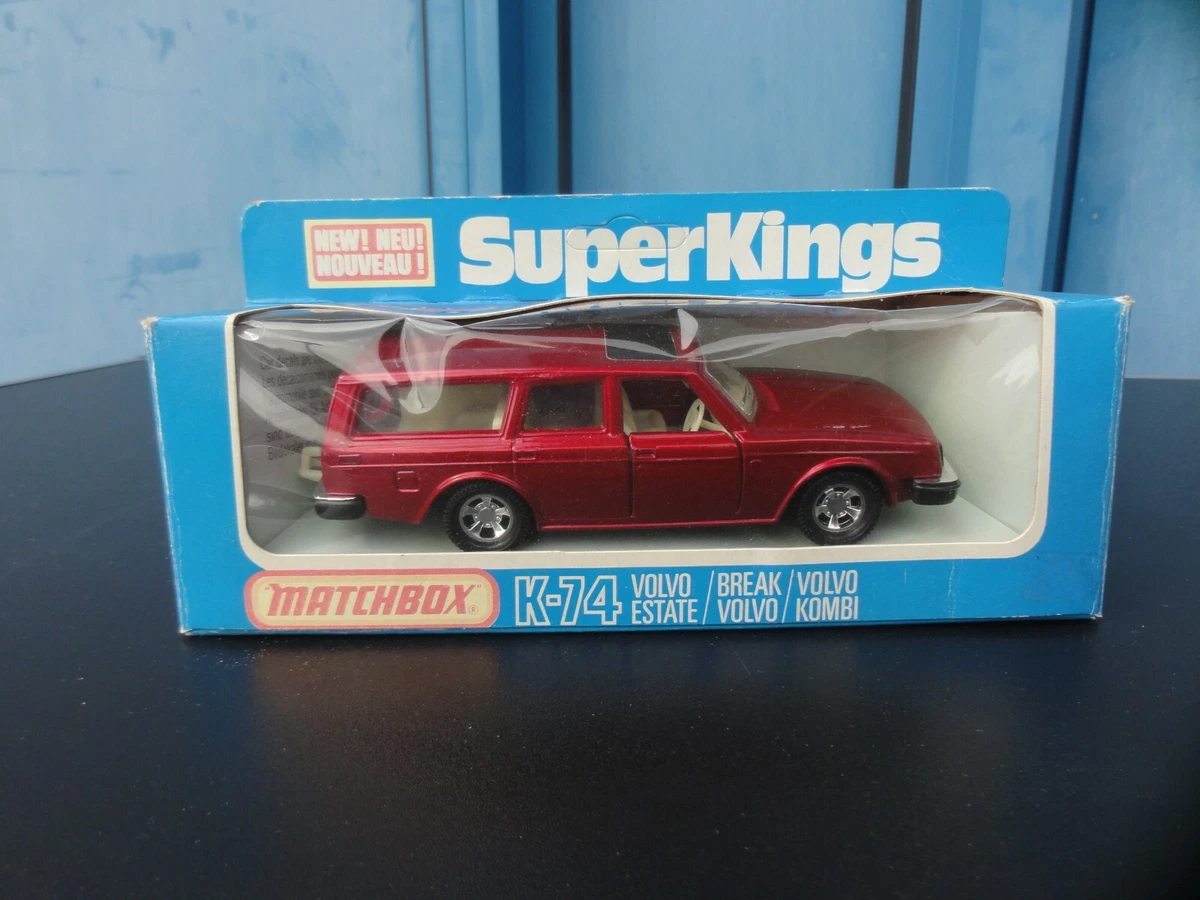 NEW! NEU!
NOUVEAU!
SuperKings
"MATCHBOX"®
K-74 VOLVO ESTATE / BREAK VOLVO / VOLVO KOMBI